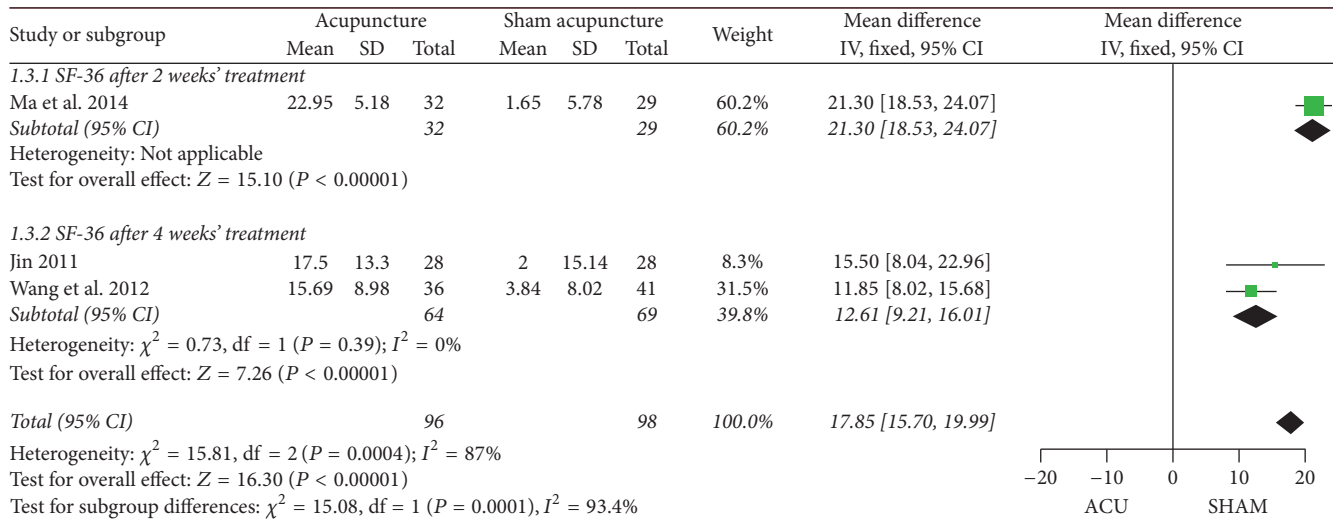 Study or subgroup Acupuncture Sham acupuncture Weight Mean difference Mean difference
Mean SD Total Mean SD Total IV, fixed, 95% CI IV, fixed, 95% CI
1.3.1 SF-36 after 2 weeks’ treatment
Ma et al. 2014 22.95 5.18 32 1.65 5.78 29 60.2% 21.30 [18.53, 24.07]
Subtotal (95% CI) 32 29 60.2% 21.30 [18.53, 24.07]
Heterogeneity: Not applicable
Test for overall effect: Z = 15.10 (P < 0.00001)
1.3.2 SF-36 after 4 weeks’ treatment
Jin 2011 17.5 13.3 28 2 15.14 28 8.3% 15.50 [8.04, 22.96]
Wang et al. 2012 15.69 8.98 36 3.84 8.02 41 31.5% 11.85 [8.02, 15.68]
Subtotal (95% CI) 64 69 39.8% 12.61 [9.21, 16.01]
Heterogeneity: χ² = 0.73, df = 1 (P = 0.39); I² = 0%
Test for overall effect: Z = 7.26 (P < 0.00001)
Total (95% CI) 96 98 100.0% 17.85 [15.70, 19.99]
Heterogeneity: χ² = 15.81, df = 2 (P = 0.0004); I² = 87%
Test for overall effect: Z = 16.30 (P < 0.00001)
Test for subgroup differences: χ² = 15.08, df = 1 (P = 0.0001), I² = 93.4%
−20 −10 0 10 20
ACU SHAM